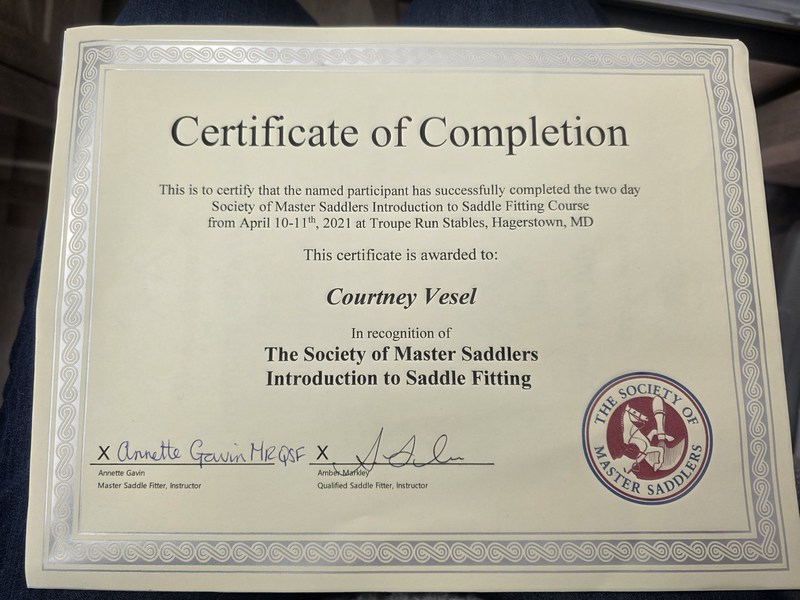 Certificate of Completion
This is to certify that the named participant has successfully completed the two day
Society of Master Saddlers Introduction to Saddle Fitting Course
from April 10-11th, 2021 at Troupe Run Stables, Hagerstown, MD
This certificate is awarded to:
Courtney Vesel
In recognition of
The Society of Master Saddlers
Introduction to Saddle Fitting
X Annette Gavin MRQSF
Annette Gavin
Master Saddle Fitter, Instructor
X
Amber Markley
Qualified Saddle Fitter, Instructor
THE SOCIETY OF
MASTER SADDLERS